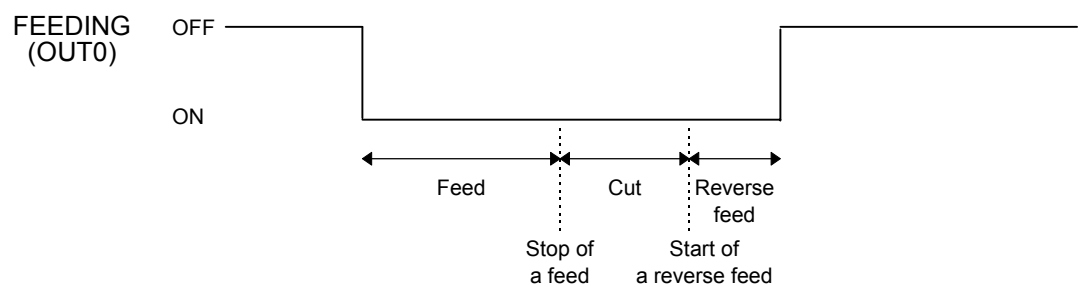 FEEDING
(OUT0)
OFF
ON
Feed
Cut
Reverse
feed
Stop of
a feed
Start of
a reverse feed